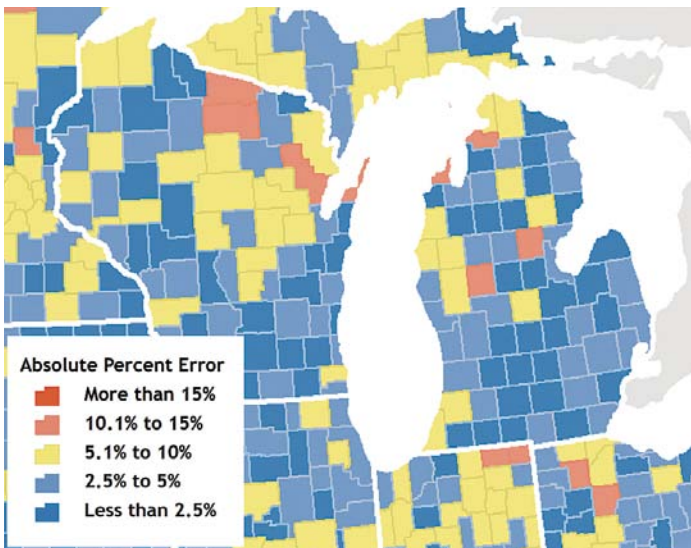 Absolute Percent Error
More than 15%
10.1% to 15%
5.1% to 10%
2.5% to 5%
Less than 2.5%